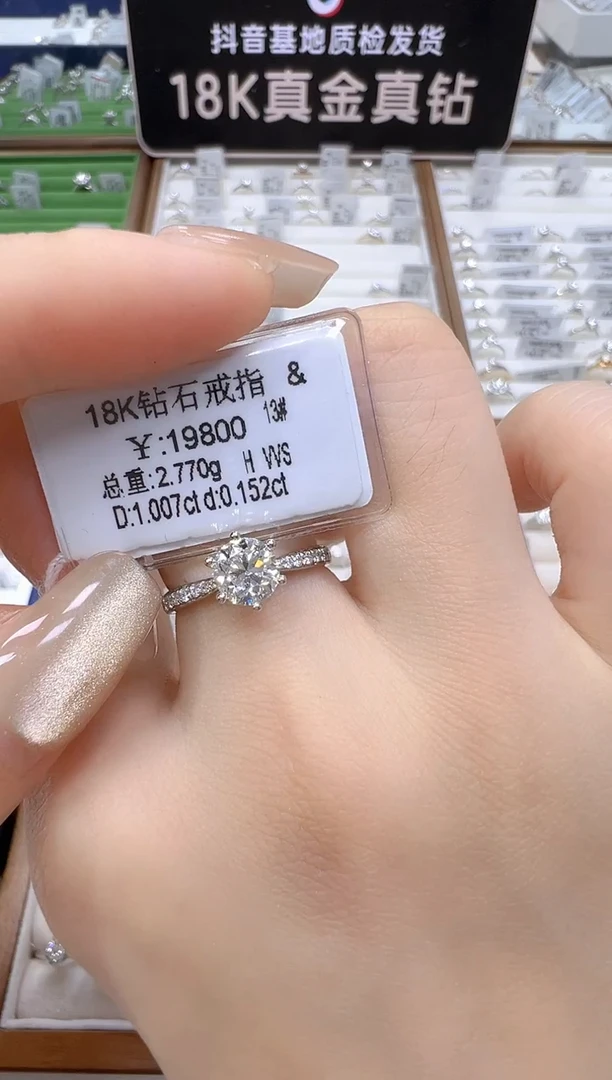 抖音基地质检发货
18K真金真钻
18K钻石戒指 &
¥:19800 13#
总重:2.770g H VVS
D:1.007ct d:0.152ct